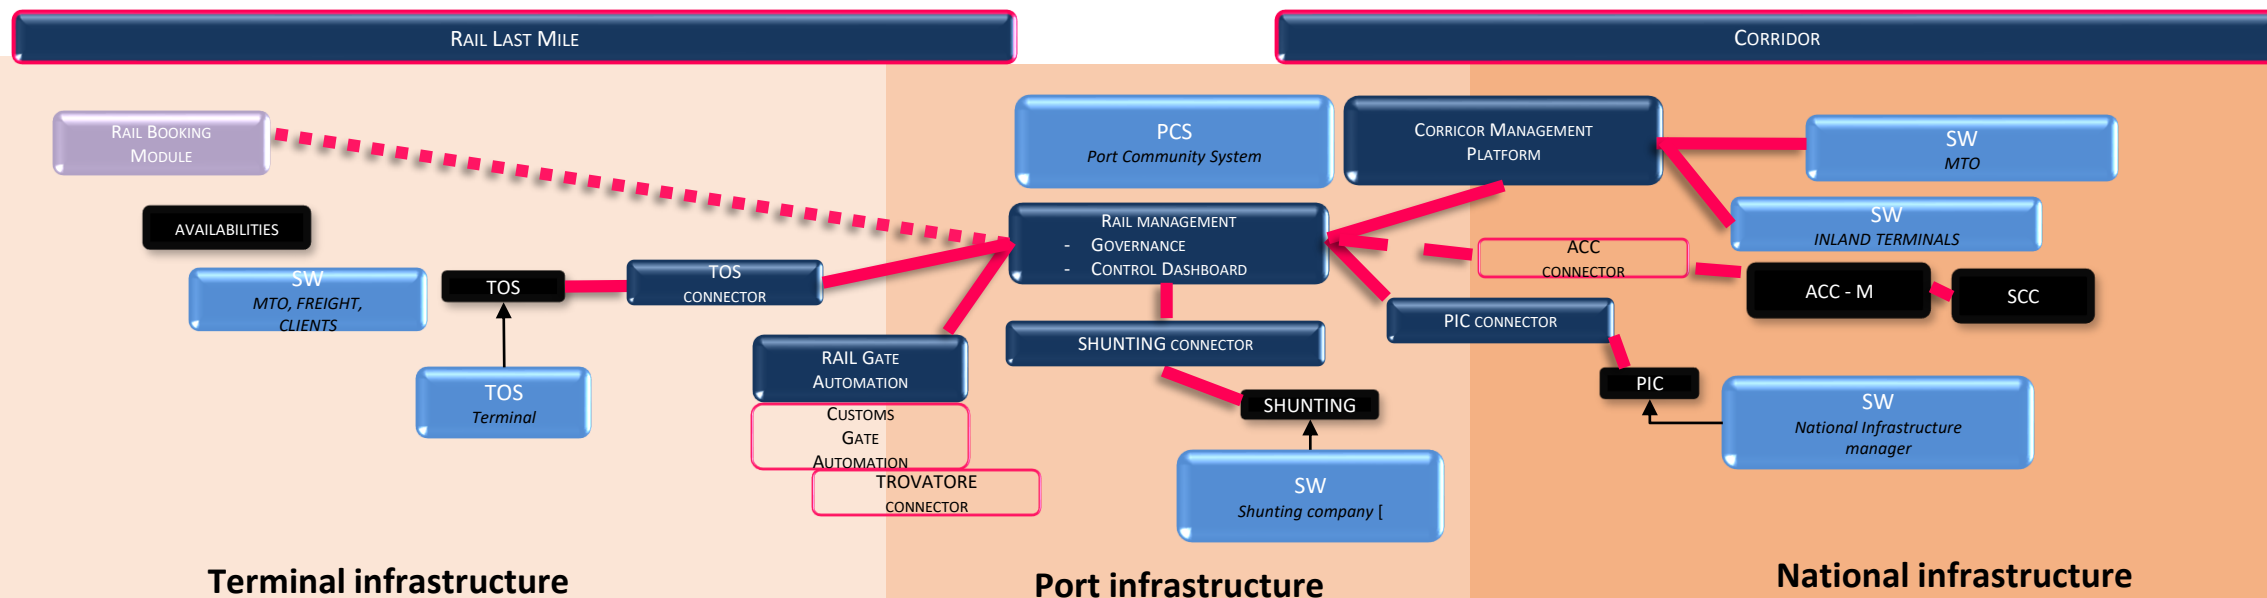 RAIL LAST MILE
CORRIDOR
RAIL BOOKING
MODULE
AVAILABILITIES
SW
MTO, FREIGHT,
CLIENTS
TOS
TOS
Terminal
TOS
CONNECTOR
RAIL GATE
AUTOMATION
CUSTOMS
GATE
AUTOMATION
TROVATORE
CONNECTOR
PCS
Port Community System
RAIL MANAGEMENT
- GOVERNANCE
- CONTROL DASHBOARD
SHUNTING CONNECTOR
SHUNTING
SW
Shunting company [
CORRICOR MANAGEMENT
PLATFORM
SW
MTO
SW
INLAND TERMINALS
ACC
CONNECTOR
ACC - M
SCC
PIC CONNECTOR
PIC
SW
National Infrastructure
manager
Terminal infrastructure
Port infrastructure
National infrastructure